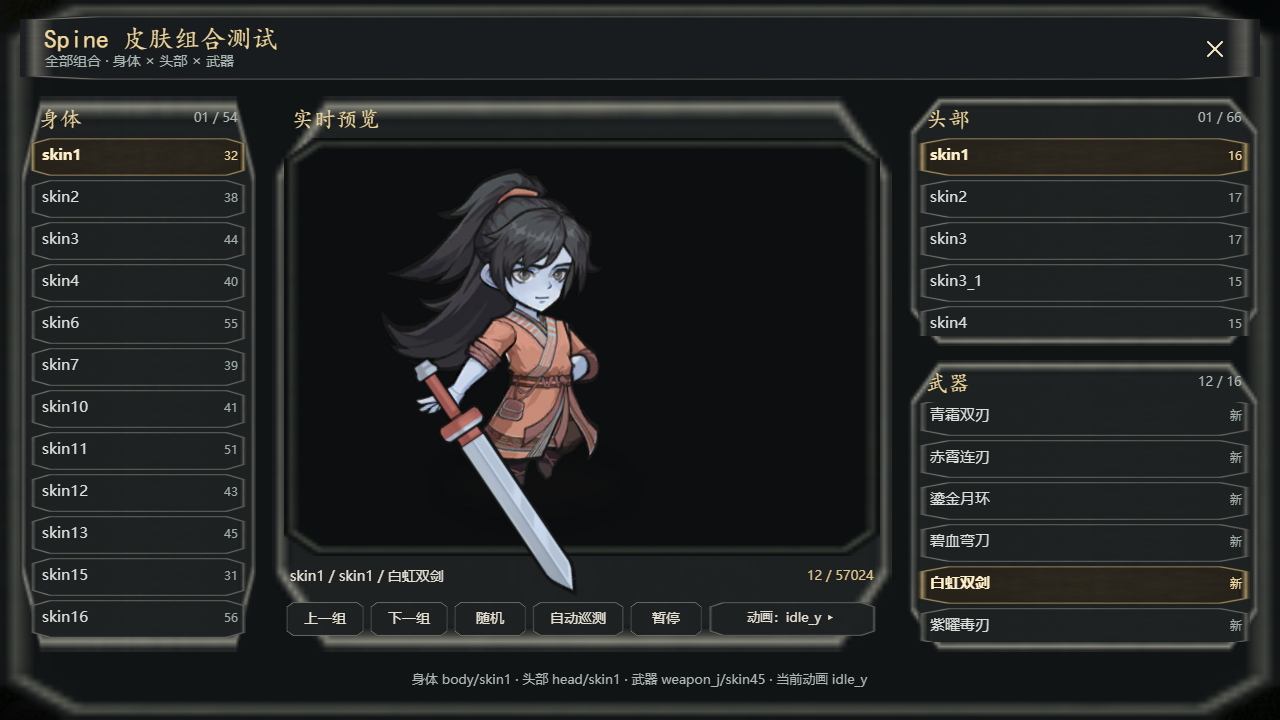 Spine 皮肤组合测试
全部组合 · 身体 × 头部 × 武器
身体 01 / 54
skin1 32
skin2 38
skin3 44
skin4 40
skin6 55
skin7 39
skin10 41
skin11 51
skin12 43
skin13 45
skin15 31
skin16 56
实时预览
skin1 / skin1 / 白虹双剑 12 / 57024
上一组 下一组 随机 自动巡测 暂停 动画: idle_y ▸
头部 01 / 66
skin1 16
skin2 17
skin3 17
skin3_1 15
skin4 15
武器 12 / 16
青霜双刃 新
赤霄连刃 新
鎏金月环 新
碧血弯刀 新
白虹双剑 新
紫曜毒刃 新
身体 body/skin1 · 头部 head/skin1 · 武器 weapon_j/skin45 · 当前动画 idle_y